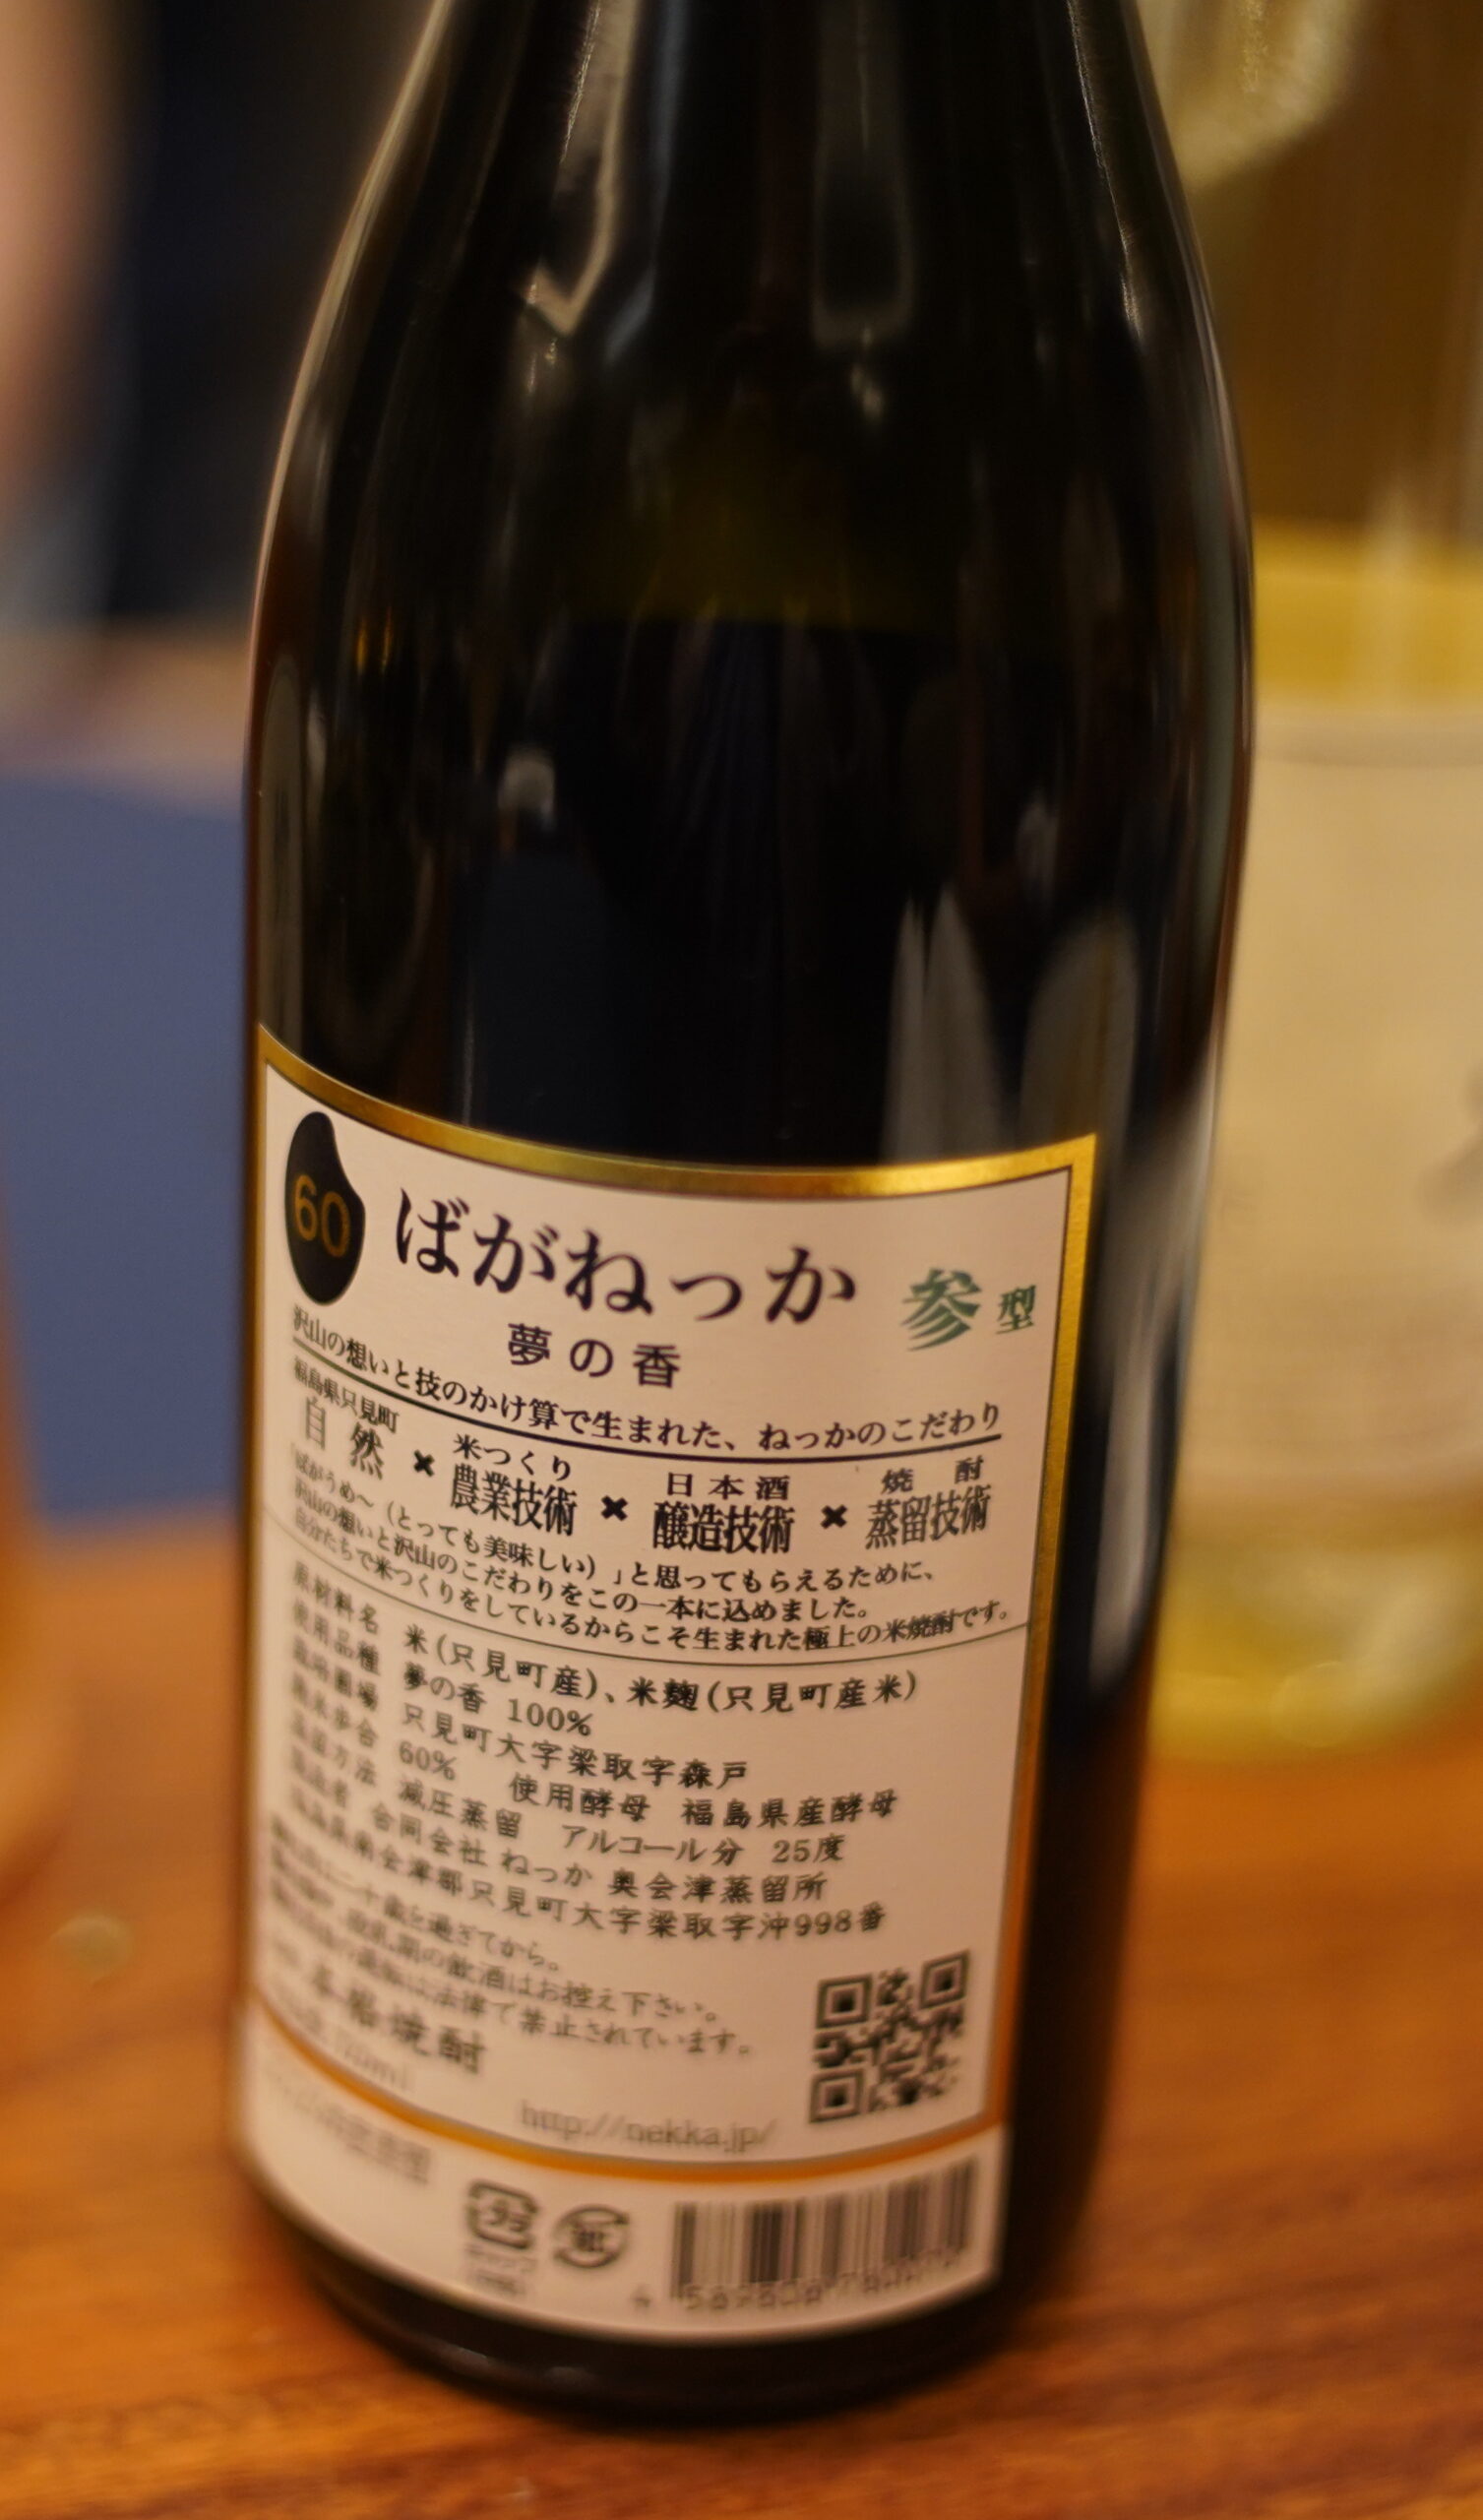 60
ばがねっか 参型
夢の香
沢山の想いと技のかけ算で生まれた、ねっかのこだわり
福島県只見町 米つくり 日本酒 焼酎
自然 × 農業技術 × 醸造技術 × 蒸留技術
「ばがうめ〜（とっても美味しい）」と思ってもらえるために、
沢山の想いと沢山のこだわりをこの一本に込めました。
自分たちで米つくりをしているからこそ生まれた極上の米焼酎です。
原材料名 米(只見町産)、米麹(只見町産米)
使用品種 夢の香 100%
栽培圃場 只見町大字梁取字森戸
精米歩合 60% 使用酵母 福島県産酵母
蒸留方法 減圧蒸留 アルコール分 25度
製造者 合同会社 ねっか 奥会津蒸留所
福島県南会津郡只見町大字梁取字沖998番
二十歳を過ぎてから。
授乳期の飲酒はお控え下さい。
は法律で禁止されています。
本格焼酎
http://nekka.jp/
プラ
紙
キャップ